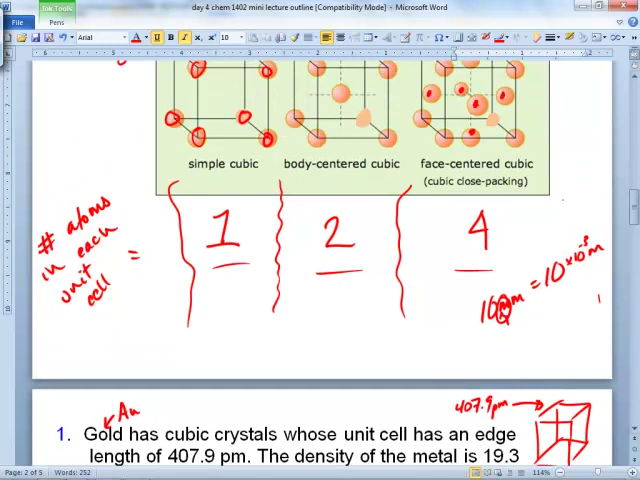 day 4 chem 1402 mini lecture outline [Compatibility Mode] - Microsoft Word
Ink Tools
File
Pens
Arial
10
simple cubic
body-centered cubic
face-centered cubic
(cubic close-packing)
# atoms
in each
unit
cell
=
1
2
4
407.9 pm
Au
1. Gold has cubic crystals whose unit cell has an edge
length of 407.9 pm. The density of the metal is 19.3
Page: 2 of 5
Words: 252
114%